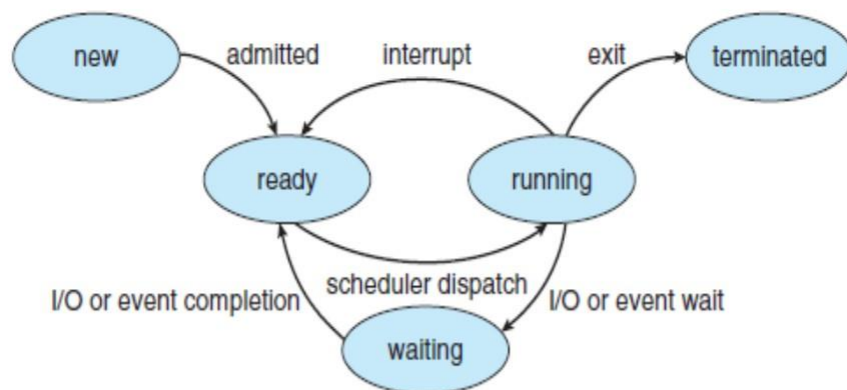 new
admitted
interrupt
exit
terminated
ready
running
I/O or event completion
scheduler dispatch
I/O or event wait
waiting